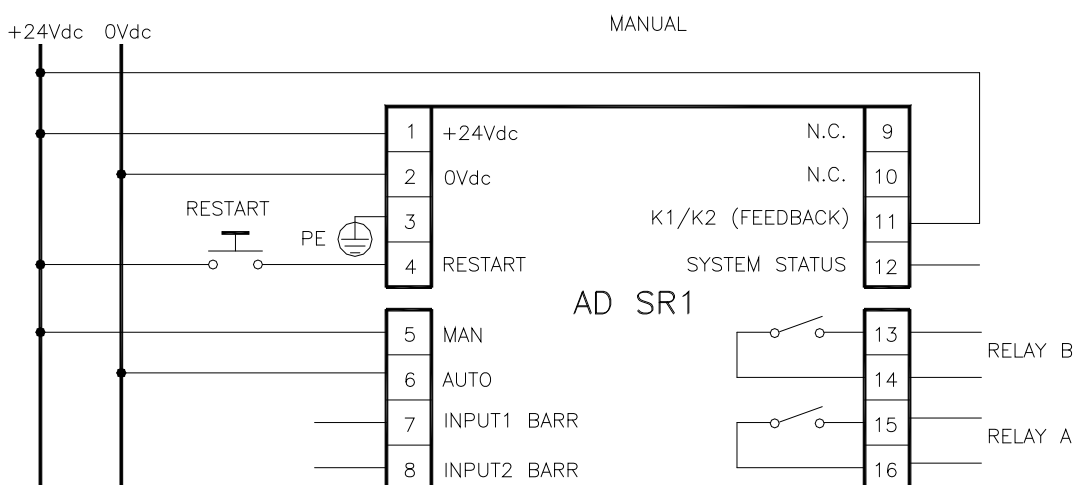 MANUAL
+24Vdc 0Vdc
1 +24Vdc N.C. 9
2 0Vdc N.C. 10
RESTART
3 K1/K2 (FEEDBACK) 11
PE
4 RESTART SYSTEM STATUS 12
AD SR1
5 MAN 13
RELAY B
6 AUTO 14
7 INPUT1 BARR 15
RELAY A
8 INPUT2 BARR 16